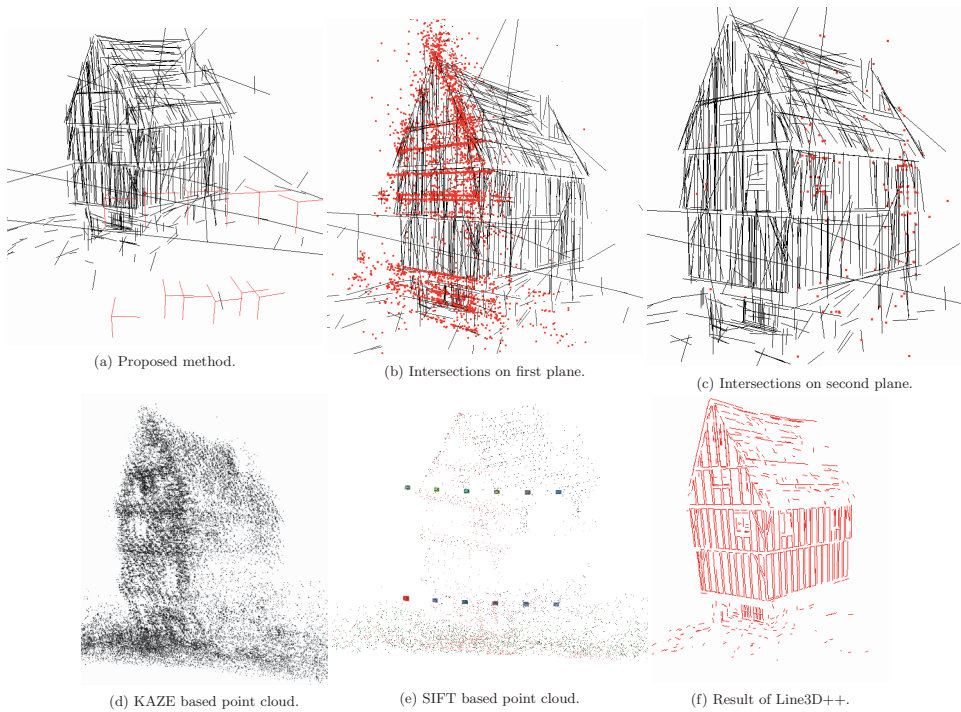 (a) Proposed method.
(b) Intersections on first plane.
(c) Intersections on second plane.
(d) KAZE based point cloud.
(e) SIFT based point cloud.
(f) Result of Line3D++.